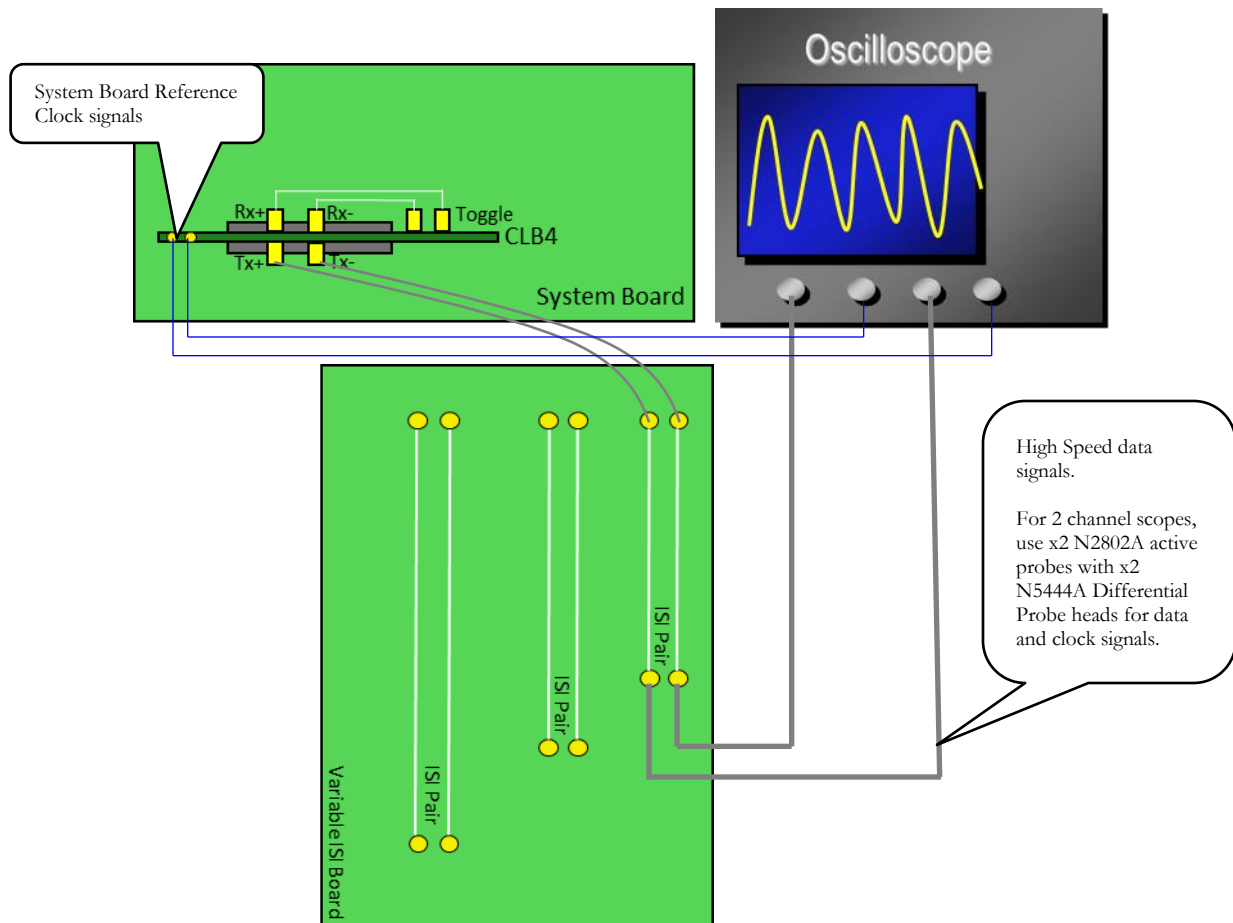 Oscilloscope
System Board Reference
Clock signals
Rx+
Rx-
Toggle
CLB4
Tx+
Tx-
System Board
High Speed data
signals.
For 2 channel scopes,
use x2 N2802A active
probes with x2
N5444A Differential
Probe heads for data
and clock signals.
ISI Pair
ISI Pair
ISI Pair
Variable ISI Board